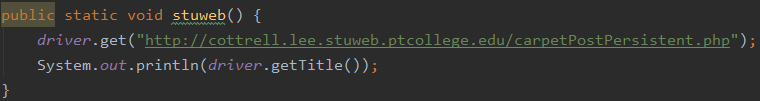 public static void stuweb() {
driver.get("http://cottrell.lee.stuweb.ptcollege.edu/carpetPostPersistent.php");
System.out.println(driver.getTitle());
}